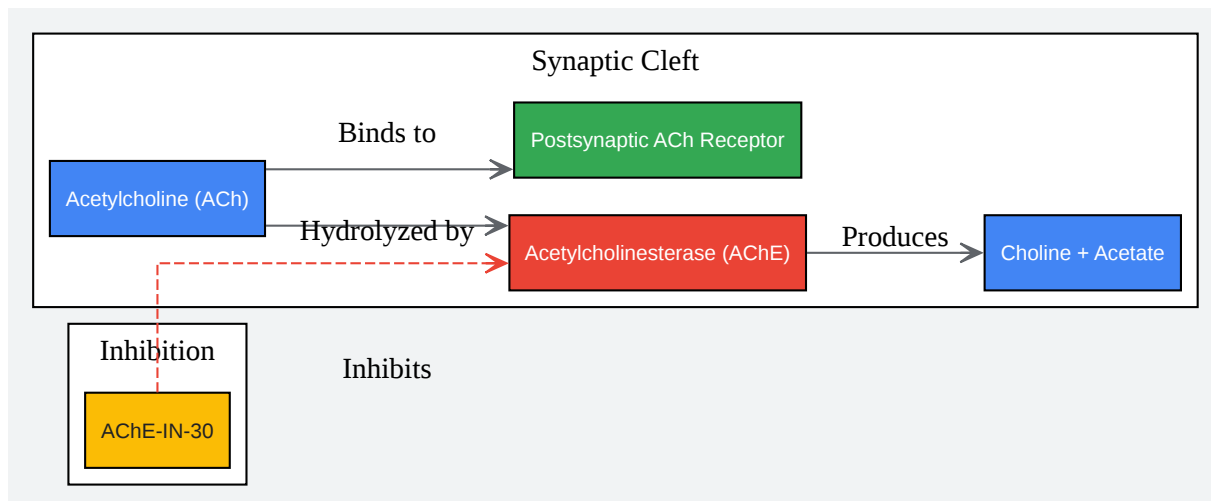 Synaptic Cleft
Binds to
Postsynaptic ACh Receptor
Acetylcholine (ACh)
Hydrolyzed by
Acetylcholinesterase (AChE)
Produces
Choline + Acetate
Inhibition
Inhibits
AChE-IN-30